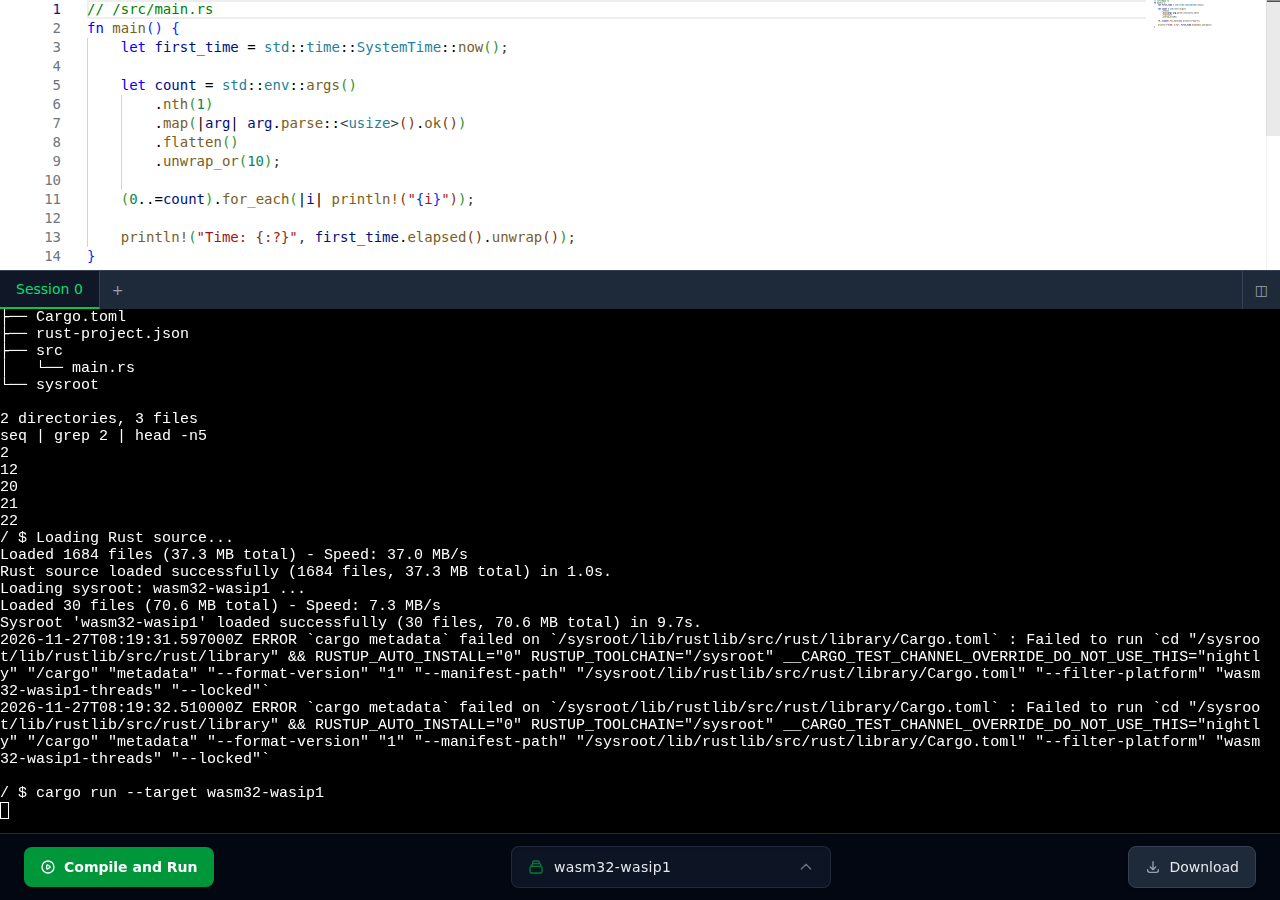 1 // /src/main.rs
2 fn main() {
3     let first_time = std::time::SystemTime::now();
4
5     let count = std::env::args()
6         .nth(1)
7         .map(|arg| arg.parse::<usize>().ok())
8         .flatten()
9         .unwrap_or(10);
10
11     (0..=count).for_each(|i| println!("{i}"));
12
13     println!("Time: {:?}", first_time.elapsed().unwrap());
14 }
Session 0 +
├── Cargo.toml
├── rust-project.json
├── src
│   └── main.rs
└── sysroot

2 directories, 3 files
seq | grep 2 | head -n5
2
12
20
21
22
/ $ Loading Rust source...
Loaded 1684 files (37.3 MB total) - Speed: 37.0 MB/s
Rust source loaded successfully (1684 files, 37.3 MB total) in 1.0s.
Loading sysroot: wasm32-wasip1 ...
Loaded 30 files (70.6 MB total) - Speed: 7.3 MB/s
Sysroot 'wasm32-wasip1' loaded successfully (30 files, 70.6 MB total) in 9.7s.
2026-11-27T08:19:31.597000Z ERROR `cargo metadata` failed on `/sysroot/lib/rustlib/src/rust/library/Cargo.toml` : Failed to run `cd "/sysroo
t/lib/rustlib/src/rust/library" && RUSTUP_AUTO_INSTALL="0" RUSTUP_TOOLCHAIN="/sysroot" __CARGO_TEST_CHANNEL_OVERRIDE_DO_NOT_USE_THIS="nightl
y" "/cargo" "metadata" "--format-version" "1" "--manifest-path" "/sysroot/lib/rustlib/src/rust/library/Cargo.toml" "--filter-platform" "wasm
32-wasip1-threads" "--locked"`
2026-11-27T08:19:32.510000Z ERROR `cargo metadata` failed on `/sysroot/lib/rustlib/src/rust/library/Cargo.toml` : Failed to run `cd "/sysroo
t/lib/rustlib/src/rust/library" && RUSTUP_AUTO_INSTALL="0" RUSTUP_TOOLCHAIN="/sysroot" __CARGO_TEST_CHANNEL_OVERRIDE_DO_NOT_USE_THIS="nightl
y" "/cargo" "metadata" "--format-version" "1" "--manifest-path" "/sysroot/lib/rustlib/src/rust/library/Cargo.toml" "--filter-platform" "wasm
32-wasip1-threads" "--locked"`

/ $ cargo run --target wasm32-wasip1
Compile and Run
wasm32-wasip1
Download